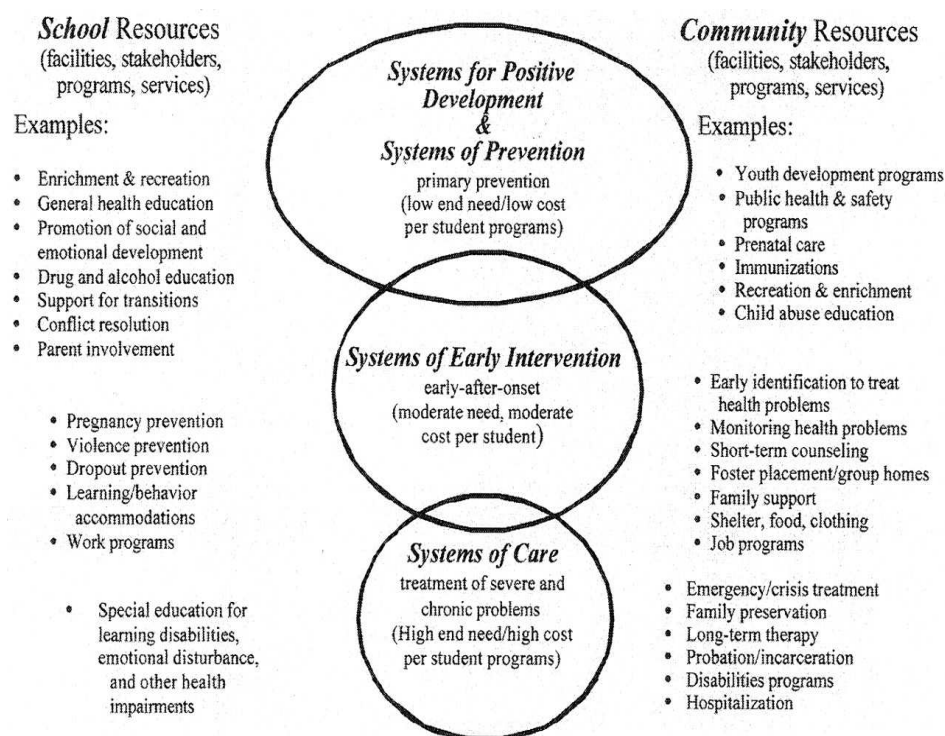 School Resources
(facilities, stakeholders,
programs, services)
Examples:
• Enrichment & recreation
• General health education
• Promotion of social and
emotional development
• Drug and alcohol education
• Support for transitions
• Conflict resolution
• Parent involvement
• Pregnancy prevention
• Violence prevention
• Dropout prevention
• Learning/behavior
accommodations
• Work programs
• Special education for
learning disabilities,
emotional disturbance,
and other health
impairments
Systems for Positive
Development
&
Systems of Prevention
primary prevention
(low end need/low cost
per student programs)
Systems of Early Intervention
early-after-onset
(moderate need, moderate
cost per student)
Systems of Care
treatment of severe and
chronic problems
(High end need/high cost
per student programs)
Community Resources
(facilities, stakeholders,
programs, services)
Examples:
• Youth development programs
• Public health & safety
programs
• Prenatal care
• Immunizations
• Recreation & enrichment
• Child abuse education
• Early identification to treat
health problems
• Monitoring health problems
• Short-term counseling
• Foster placement/group homes
• Family support
• Shelter, food, clothing
• Job programs
• Emergency/crisis treatment
• Family preservation
• Long-term therapy
• Probation/incarceration
• Disabilities programs
• Hospitalization